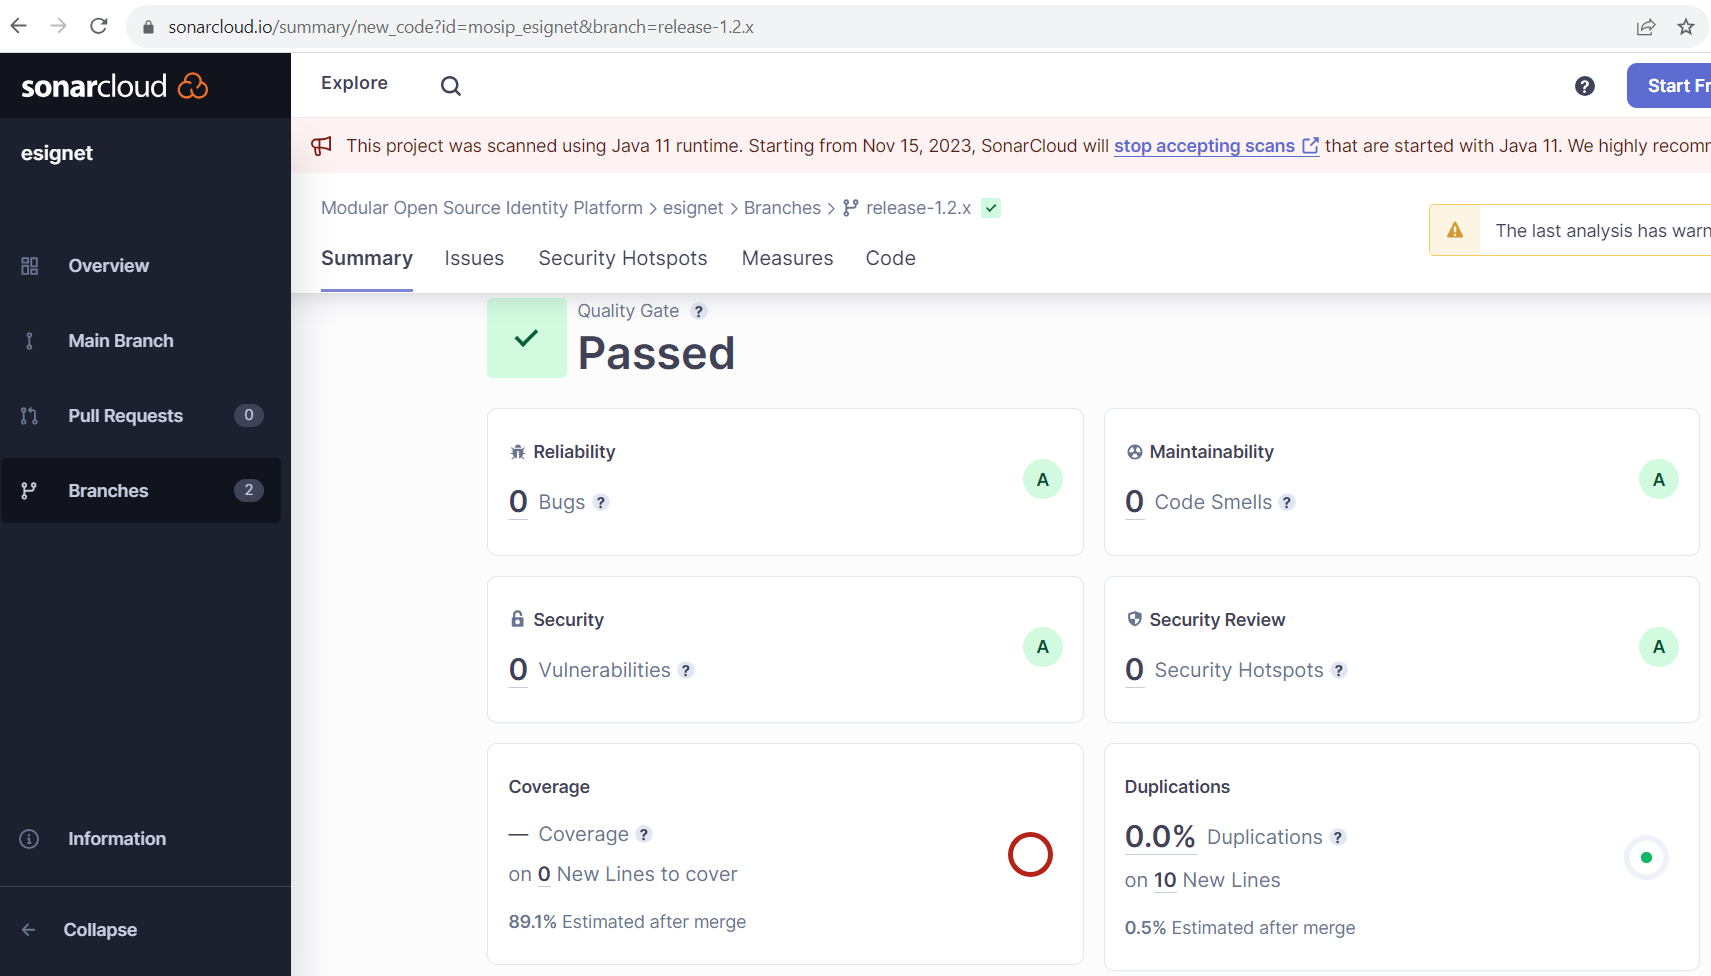 sonarcloud.io/summary/new_code?id=mosip_esignet&branch=release-1.2.x
sonarcloud
Explore
?
Start Fr
esignet
This project was scanned using Java 11 runtime. Starting from Nov 15, 2023, SonarCloud will stop accepting scans that are started with Java 11. We highly recomm
Modular Open Source Identity Platform > esignet > Branches > release-1.2.x
The last analysis has warn
Summary Issues Security Hotspots Measures Code
Overview
Main Branch
Pull Requests 0
Branches 2
Information
Collapse
Quality Gate ?
Passed
Reliability
0 Bugs ?
A
Maintainability
0 Code Smells ?
A
Security
0 Vulnerabilities ?
A
Security Review
0 Security Hotspots ?
A
Coverage
— Coverage ?
on 0 New Lines to cover
89.1% Estimated after merge
Duplications
0.0% Duplications ?
on 10 New Lines
0.5% Estimated after merge